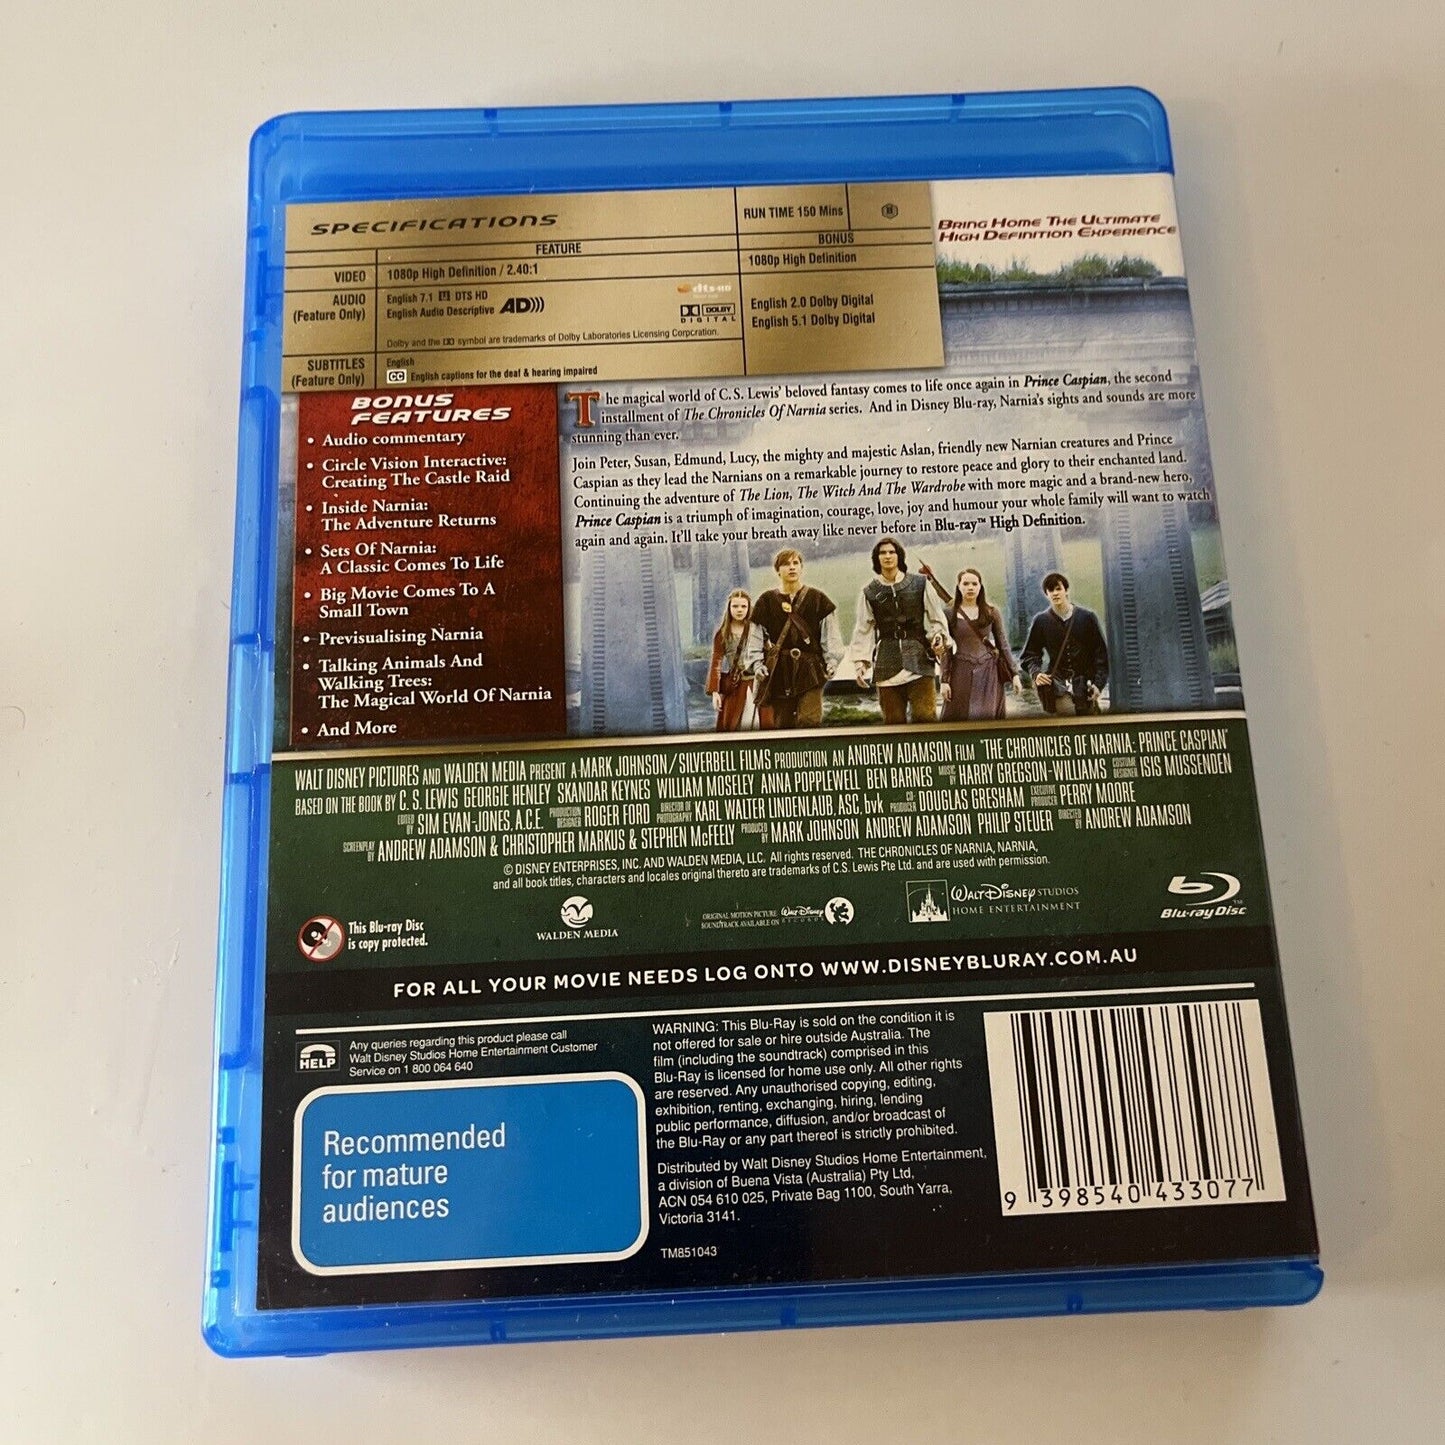 SPECIFICATIONS
RUN TIME 150 Mins
FEATURE
BONUS
VIDEO
1080p High Definition / 2.40:1
1080p High Definition
AUDIO
(Feature Only)
English 7.1 DTS HD
English Audio Descriptive AD)))
dts-HD
DOLBY
DIGITAL
Dolby and the DD symbol are trademarks of Dolby Laboratories Licensing Corporation.
English 2.0 Dolby Digital
English 5.1 Dolby Digital
SUBTITLES
(Feature Only)
English
CC English captions for the deaf & hearing impaired
BRING HOME THE ULTIMATE
HIGH DEFINITION EXPERIENCE
BONUS
FEATURES
• Audio commentary
• Circle Vision Interactive:
Creating The Castle Raid
• Inside Narnia:
The Adventure Returns
• Sets Of Narnia:
A Classic Comes To Life
• Big Movie Comes To A
Small Town
• Previsualising Narnia
• Talking Animals And
Walking Trees:
The Magical World Of Narnia
• And More
The magical world of C. S. Lewis' beloved fantasy comes to life once again in Prince Caspian, the second
installment of The Chronicles Of Narnia series. And in Disney Blu-ray, Narnia's sights and sounds are more
stunning than ever.
Join Peter, Susan, Edmund, Lucy, the mighty and majestic Aslan, friendly new Narnian creatures and Prince
Caspian as they lead the Narnians on a remarkable journey to restore peace and glory to their enchanted land.
Continuing the adventure of The Lion, The Witch And The Wardrobe with more magic and a brand-new hero,
Prince Caspian is a triumph of imagination, courage, love, joy and humour your whole family will want to watch
again and again. It'll take your breath away like never before in Blu-ray™ High Definition.
WALT DISNEY PICTURES AND WALDEN MEDIA PRESENT A MARK JOHNSON/SILVERBELL FILMS PRODUCTION AN ANDREW ADAMSON FILM "THE CHRONICLES OF NARNIA: PRINCE CASPIAN"
BASED ON THE BOOK BY C. S. LEWIS GEORGIE HENLEY SKANDAR KEYNES WILLIAM MOSELEY ANNA POPPLEWELL BEN BARNES MUSIC BY HARRY GREGSON-WILLIAMS COSTUME DESIGNER ISIS MUSSENDEN
EDITED BY SIM EVAN-JONES, A.C.E. PRODUCTION DESIGNER ROGER FORD DIRECTOR OF PHOTOGRAPHY KARL WALTER LINDENLAUB, ASC, bvk CO-PRODUCER DOUGLAS GRESHAM EXECUTIVE PRODUCER PERRY MOORE
SCREENPLAY BY ANDREW ADAMSON & CHRISTOPHER MARKUS & STEPHEN McFEELY PRODUCED BY MARK JOHNSON ANDREW ADAMSON PHILIP STEUER DIRECTED BY ANDREW ADAMSON
© DISNEY ENTERPRISES, INC. AND WALDEN MEDIA, LLC. All rights reserved. THE CHRONICLES OF NARNIA, NARNIA,
and all book titles, characters and locales original thereto are trademarks of C.S. Lewis Pte Ltd. and are used with permission.
This Blu-ray Disc
is copy protected.
WALDEN MEDIA
ORIGINAL MOTION PICTURE
SOUNDTRACK AVAILABLE ON
Walt Disney
RECORDS
WALT DISNEY STUDIOS
HOME ENTERTAINMENT
Blu-ray Disc™
FOR ALL YOUR MOVIE NEEDS LOG ONTO WWW.DISNEYBLURAY.COM.AU
HELP
Any queries regarding this product please call
Walt Disney Studios Home Entertainment Customer
Service on 1 800 064 640
Recommended
for mature
audiences
WARNING: This Blu-Ray is sold on the condition it is
not offered for sale or hire outside Australia. The
film (including the soundtrack) comprised in this
Blu-Ray is licensed for home use only. All other rights
are reserved. Any unauthorised copying, editing,
exhibition, renting, exchanging, hiring, lending
public performance, diffusion, and/or broadcast of
the Blu-Ray or any part thereof is strictly prohibited.
Distributed by Walt Disney Studios Home Entertainment,
a division of Buena Vista (Australia) Pty Ltd,
ACN 054 610 025, Private Bag 1100, South Yarra,
Victoria 3141.
TM851043
9 398540 433077